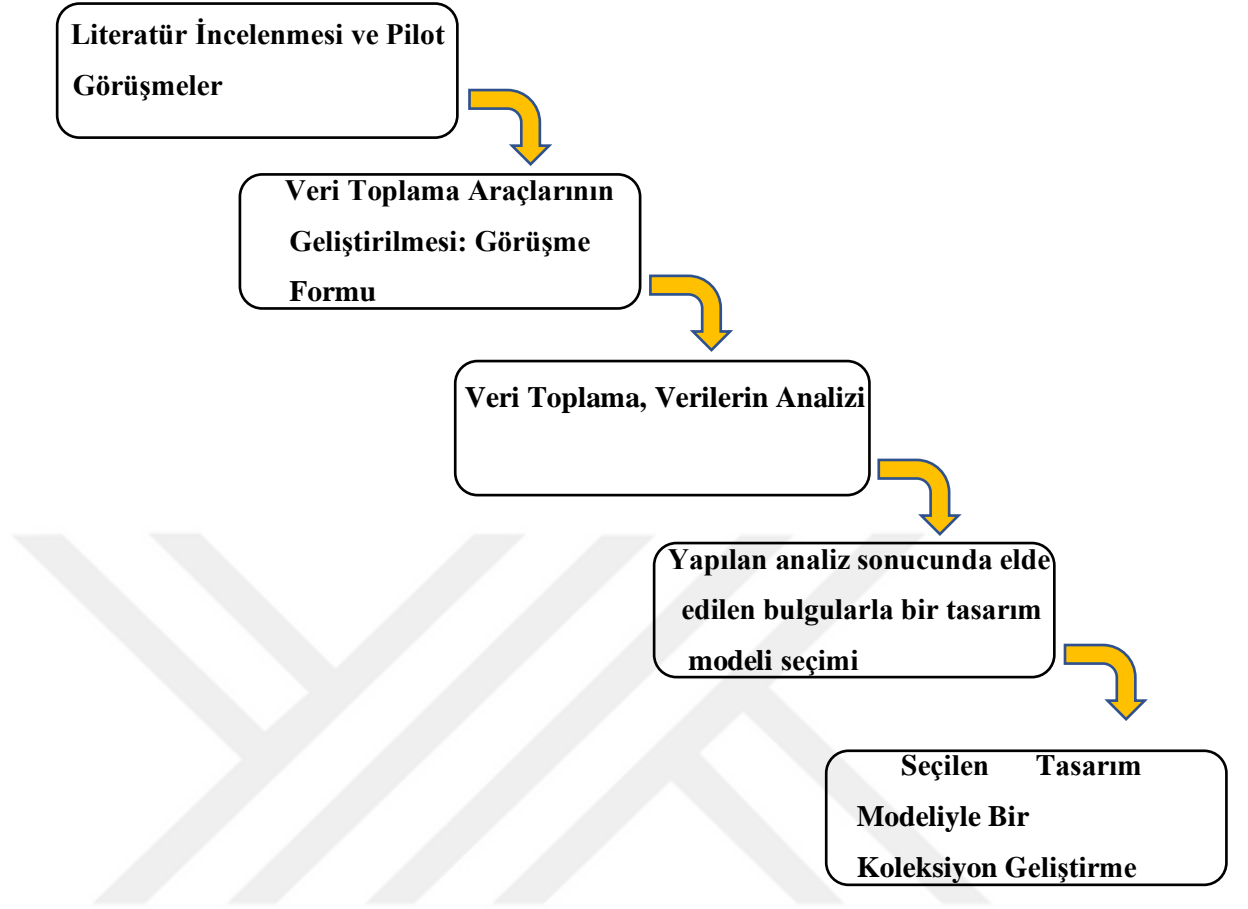 Literatür İncelenmesi ve Pilot
Görüşmeler
Veri Toplama Araçlarının
Geliştirilmesi: Görüşme
Formu
Veri Toplama, Verilerin Analizi
Yapılan analiz sonucunda elde
edilen bulgularla bir tasarım
modeli seçimi
Seçilen Tasarım
Modeliyle Bir
Koleksiyon Geliştirme